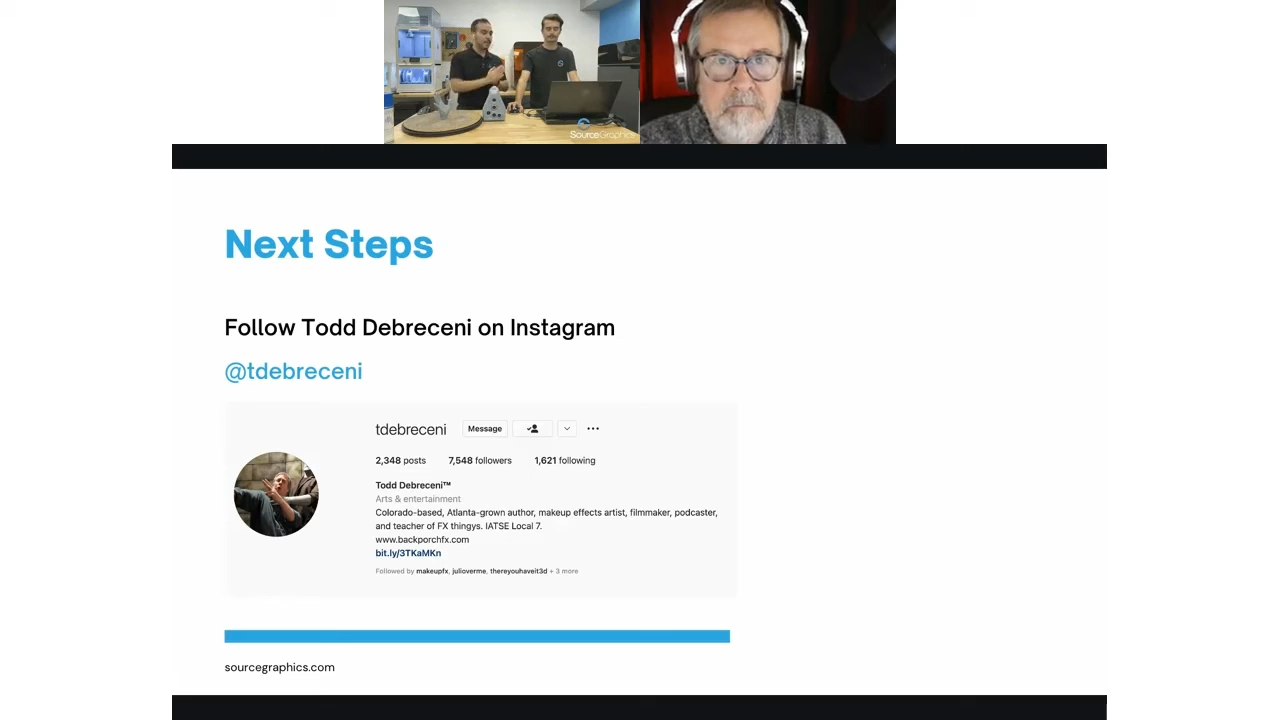 SourceGraphics
Next Steps
Follow Todd Debreceni on Instagram
@tdebreceni
tdebreceni Message
2,348 posts 7,548 followers 1,621 following
Todd Debreceni™
Arts & entertainment
Colorado-based, Atlanta-grown author, makeup effects artist, filmmaker, podcaster,
and teacher of FX thingys. IATSE Local 7.
www.backporchfx.com
bit.ly/3TKaMKn
Followed by makeupfx, julioverme, thereyouhaveit3d + 3 more
sourcegraphics.com